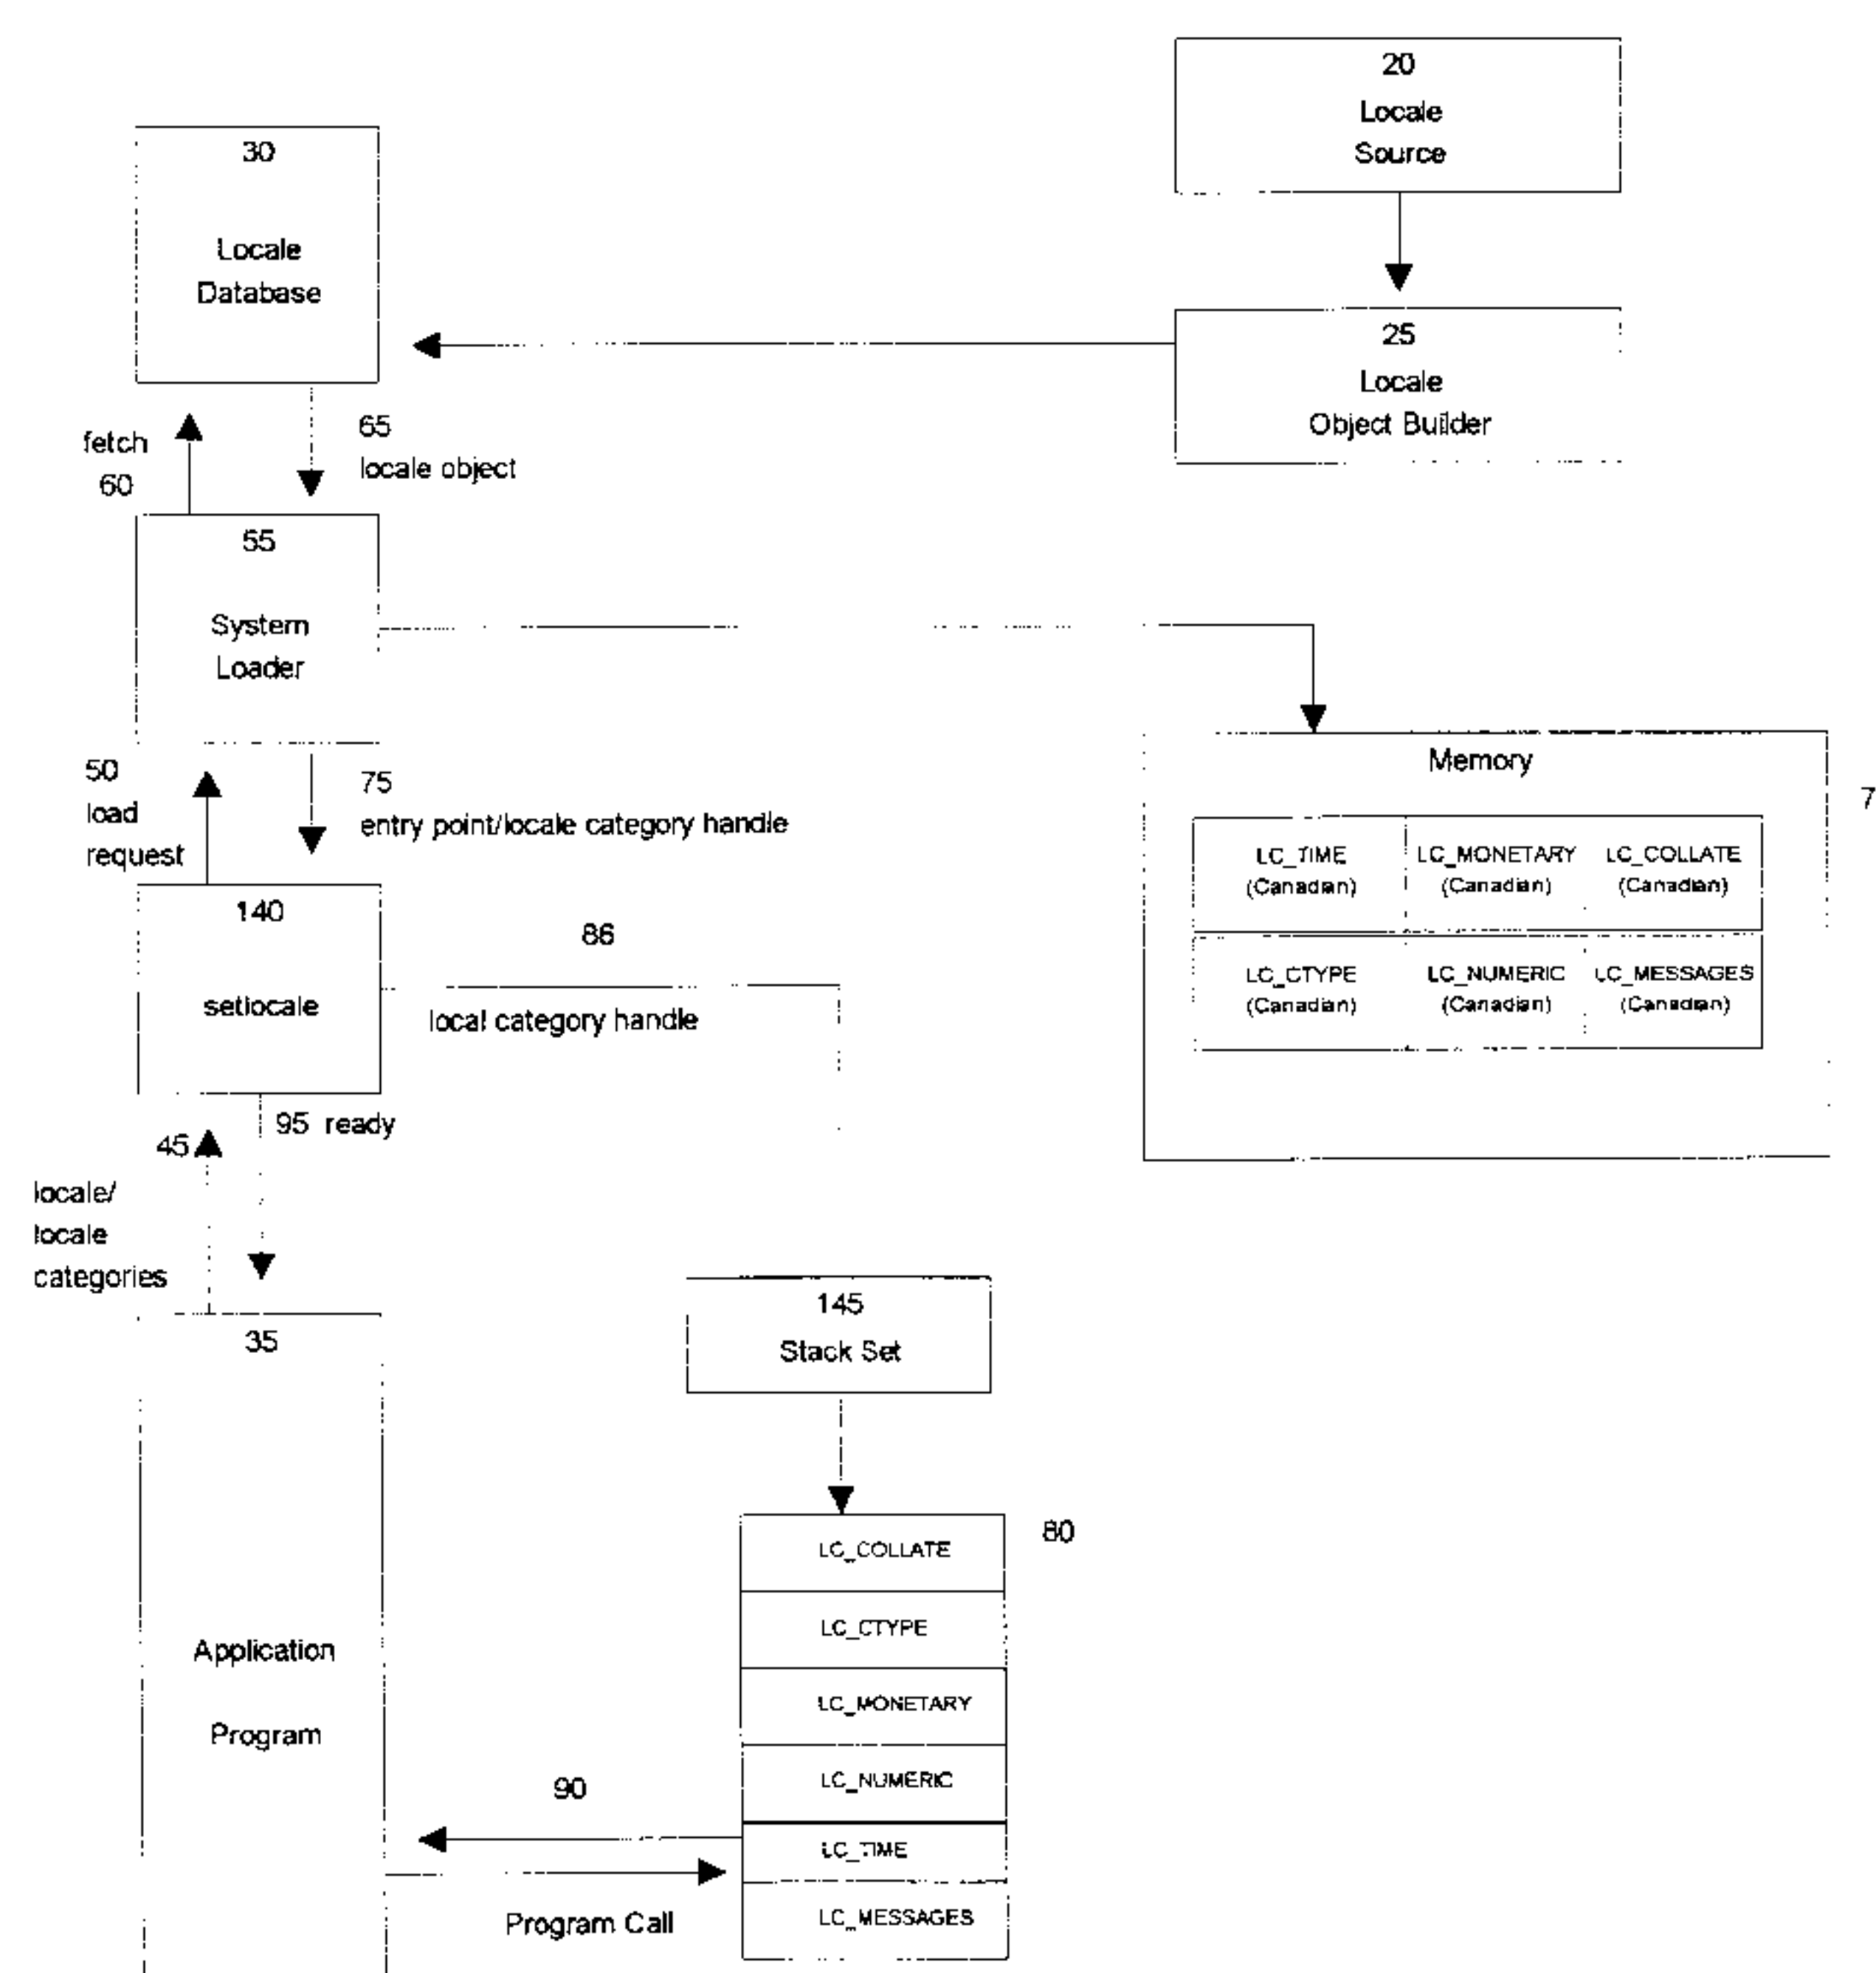 20
Locale
Source
30
Locale
Database
25
Locale
Object Builder
fetch
60
65
locale object
55
System
Loader
Memory
7
50
load
request
75
entry point/locale category handle
LC_TIME
(Canadian)
LC_MONETARY
(Canadian)
LC_COLLATE
(Canadian)
LC_CTYPE
(Canadian)
LC_NUMERIC
(Canadian)
LC_MESSAGES
(Canadian)
140
setlocale
86
local category handle
95 ready
45
locale/
locale
categories
35
Application
Program
145
Stack Set
80
LC_COLLATE
LC_CTYPE
LC_MONETARY
LC_NUMERIC
LC_TIME
LC_MESSAGES
90
Program Call